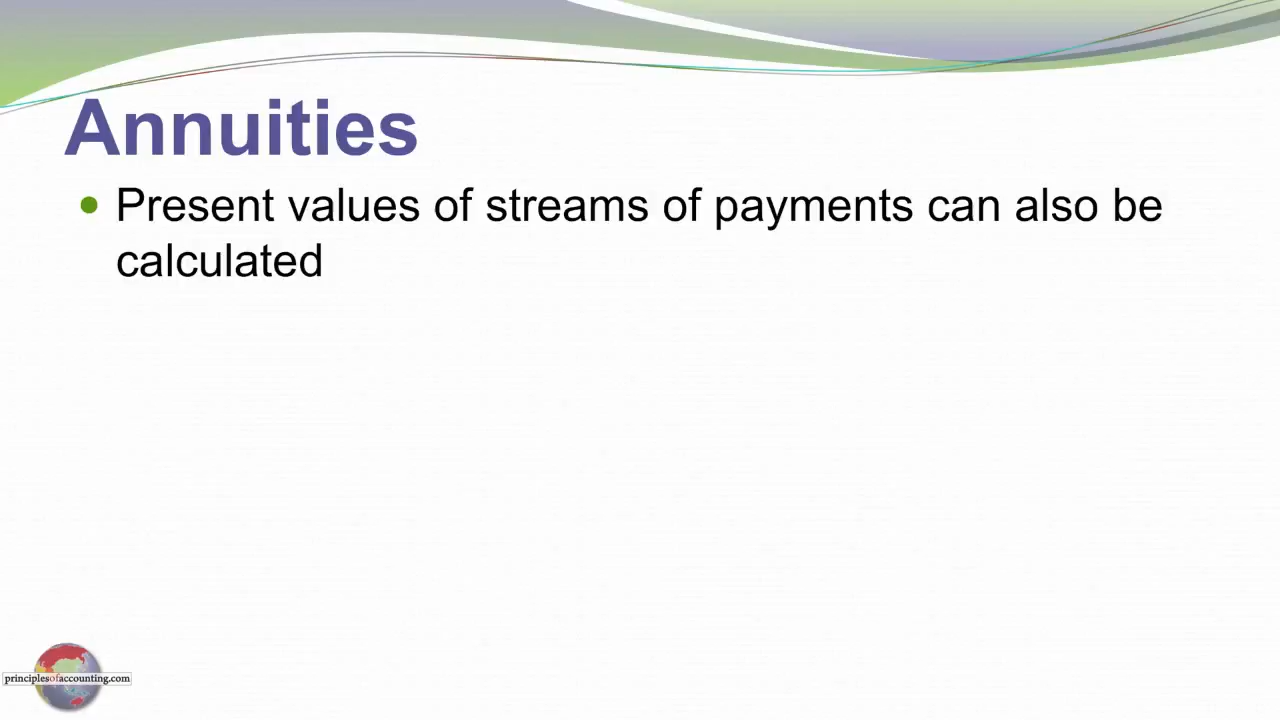 Annuities
• Present values of streams of payments can also be
calculated
principlesofaccounting.com